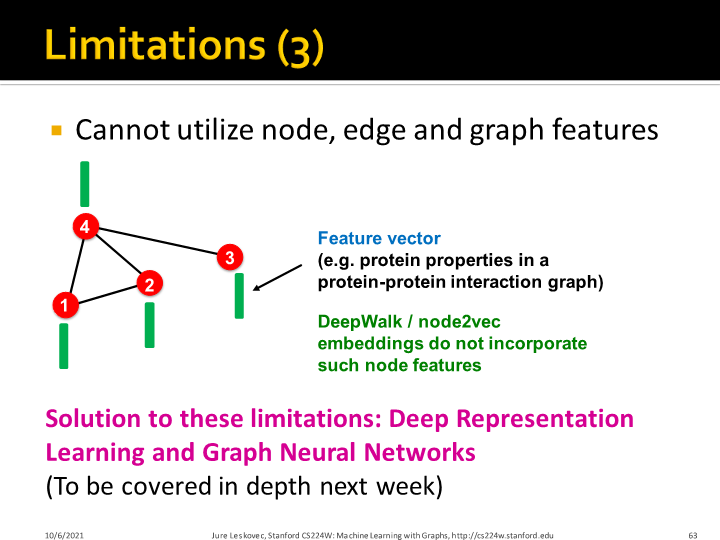 Limitations (3)
Cannot utilize node, edge and graph features
4
3
2
1
Feature vector
(e.g. protein properties in a
protein-protein interaction graph)
DeepWalk / node2vec
embeddings do not incorporate
such node features
Solution to these limitations: Deep Representation
Learning and Graph Neural Networks
(To be covered in depth next week)
10/6/2021
Jure Leskovec, Stanford CS224W: Machine Learning with Graphs, http://cs224w.stanford.edu
63